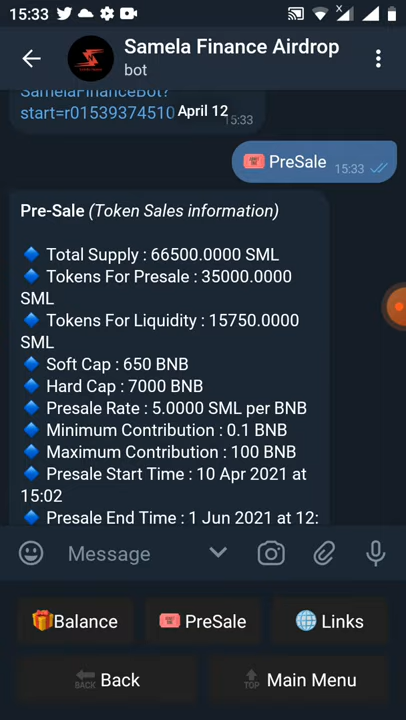 15:33
Samela Finance Airdrop
bot
SamelaFinanceBot?
start=r01539374510
April 12
15:33
PreSale 15:33
Pre-Sale (Token Sales information)
Total Supply : 66500.0000 SML
Tokens For Presale : 35000.0000
SML
Tokens For Liquidity : 15750.0000
SML
Soft Cap : 650 BNB
Hard Cap : 7000 BNB
Presale Rate : 5.0000 SML per BNB
Minimum Contribution : 0.1 BNB
Maximum Contribution : 100 BNB
Presale Start Time : 10 Apr 2021 at
15:02
Presale End Time : 1 Jun 2021 at 12:
Message
Balance PreSale Links
BACK Back TOP Main Menu